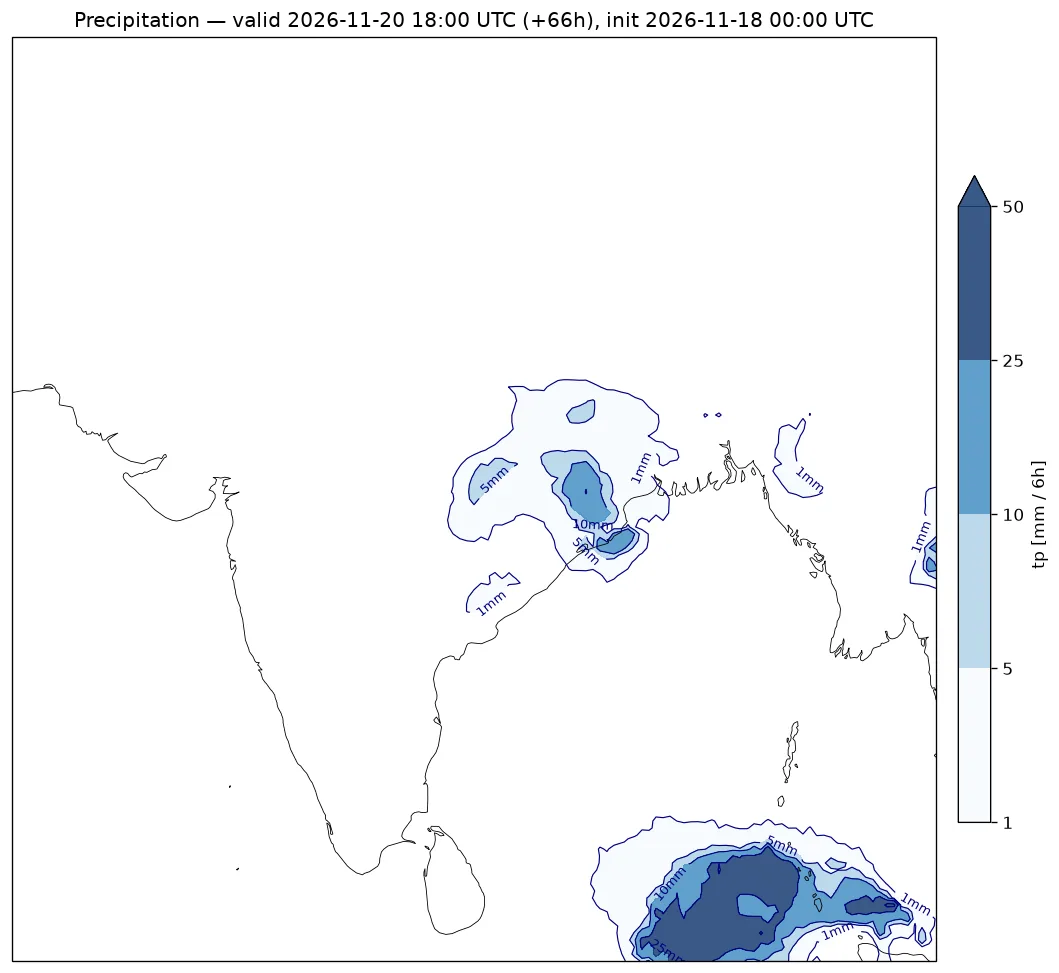 Precipitation — valid 2026-11-20 18:00 UTC (+66h), init 2026-11-18 00:00 UTC
50
25
10
5
1
tp [mm / 6h]
1mm
5mm
1mm
10mm
5mm
1mm
1mm
5mm
10mm
1mm
1mm
25mm